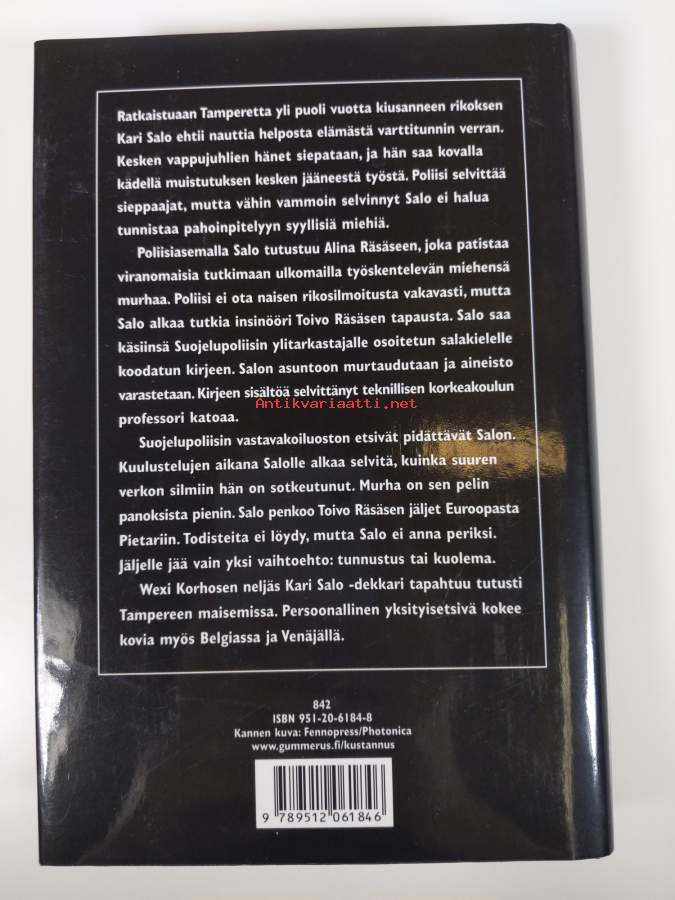 Ratkaistuaan Tamperetta yli puoli vuotta kiusanneen rikoksen
Kari Salo ehtii nauttia helposta elämästä varttitunnin verran.
Kesken vappujuhlien hänet siepataan, ja hän saa kovalla
kädellä muistutuksen kesken jääneestä työstä. Poliisi selvittää
sieppaajat, mutta vähin vammoin selvinnyt Salo ei halua
tunnistaa pahoinpitelyyn syyllisiä miehiä.
Poliisiasemalla Salo tutustuu Alina Räsäseen, joka patistaa
viranomaisia tutkimaan ulkomailla työskentelevän miehensä
murhaa. Poliisi ei ota naisen rikosilmoitusta vakavasti, mutta
Salo alkaa tutkia insinööri Toivo Räsäsen tapausta. Salo saa
käsiinsä Suojelupoliisin ylitarkastajalle osoitetun salakielelle
koodatun kirjeen. Salon asuntoon murtaudutaan ja aineisto
varastetaan. Kirjeen sisältöä selvittänyt teknillisen korkeakoulun
Antikvariaatti.net
professori katoaa.
Suojelupoliisin vastavakoiluoston etsivät pidättävät Salon.
Kuulustelujen aikana Salolle alkaa selvitä, kuinka suuren
verkon silmiin hän on sotkeutunut. Murha on sen pelin
panoksista pienin. Salo penkoo Toivo Räsäsen jäljet Euroopasta
Pietariin. Todisteita ei löydy, mutta Salo ei anna periksi.
Jäljelle jää vain yksi vaihtoehto: tunnustus tai kuolema.
Wexi Korhosen neljäs Kari Salo -dekkari tapahtuu tutusti
Tampereen maisemissa. Persoonallinen yksityisetsivä kokee
kovia myös Belgiassa ja Venäjällä.
842
ISBN 951-20-6184-8
Kannen kuva: Fennopress/Photonica
www.gummerus.fi/kustannus
9 789512 061846